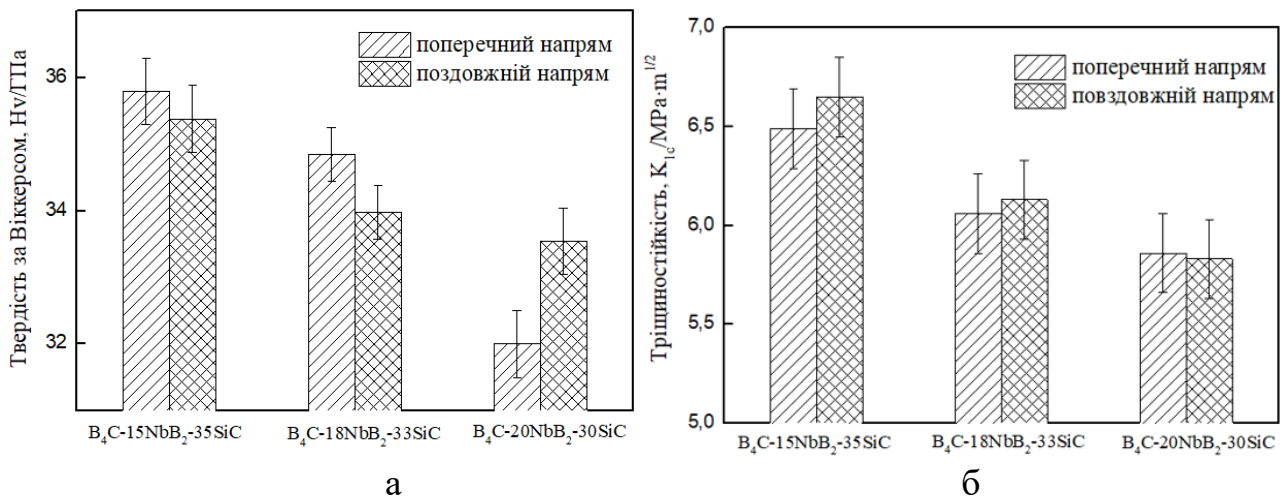 Твердість за Віккерсом, Hv/ГПа
36
34
32
поперечний напрям
поздовжній напрям
B₄C-15NbB₂-35SiC
B₄C-18NbB₂-33SiC
B₄C-20NbB₂-30SiC
а
Тріщиностійкість, K₁c/MPa·m¹/²
7,0
6,5
6,0
5,5
5,0
поперечний напрям
повздовжній напрям
B₄C-15NbB₂-35SiC
B₄C-18NbB₂-33SiC
B₄C-20NbB₂-30SiC
б